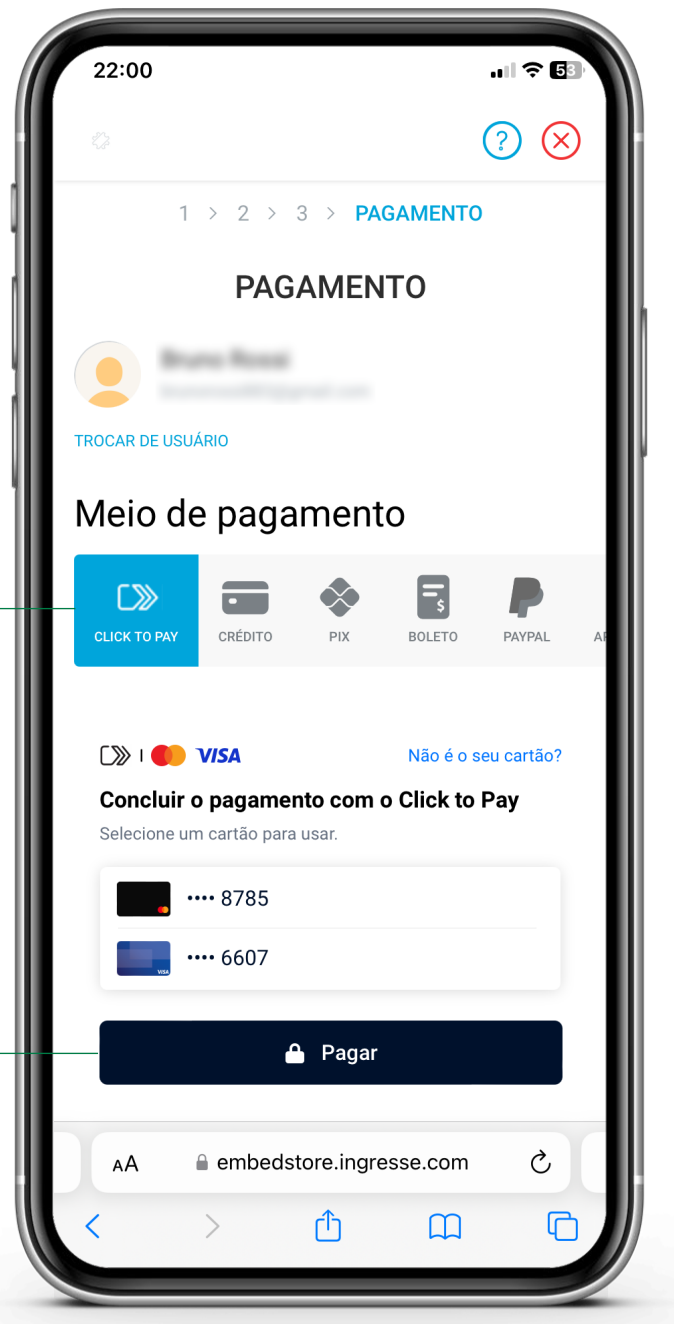 22:00
53
?
1 > 2 > 3 > PAGAMENTO
PAGAMENTO
TROCAR DE USUÁRIO
Meio de pagamento
CLICK TO PAY
CRÉDITO
PIX
$
BOLETO
PAYPAL
VISA
Não é o seu cartão?
Concluir o pagamento com o Click to Pay
Selecione um cartão para usar.
•••• 8785
VISA
•••• 6607
Pagar
AA
embedstore.ingresse.com